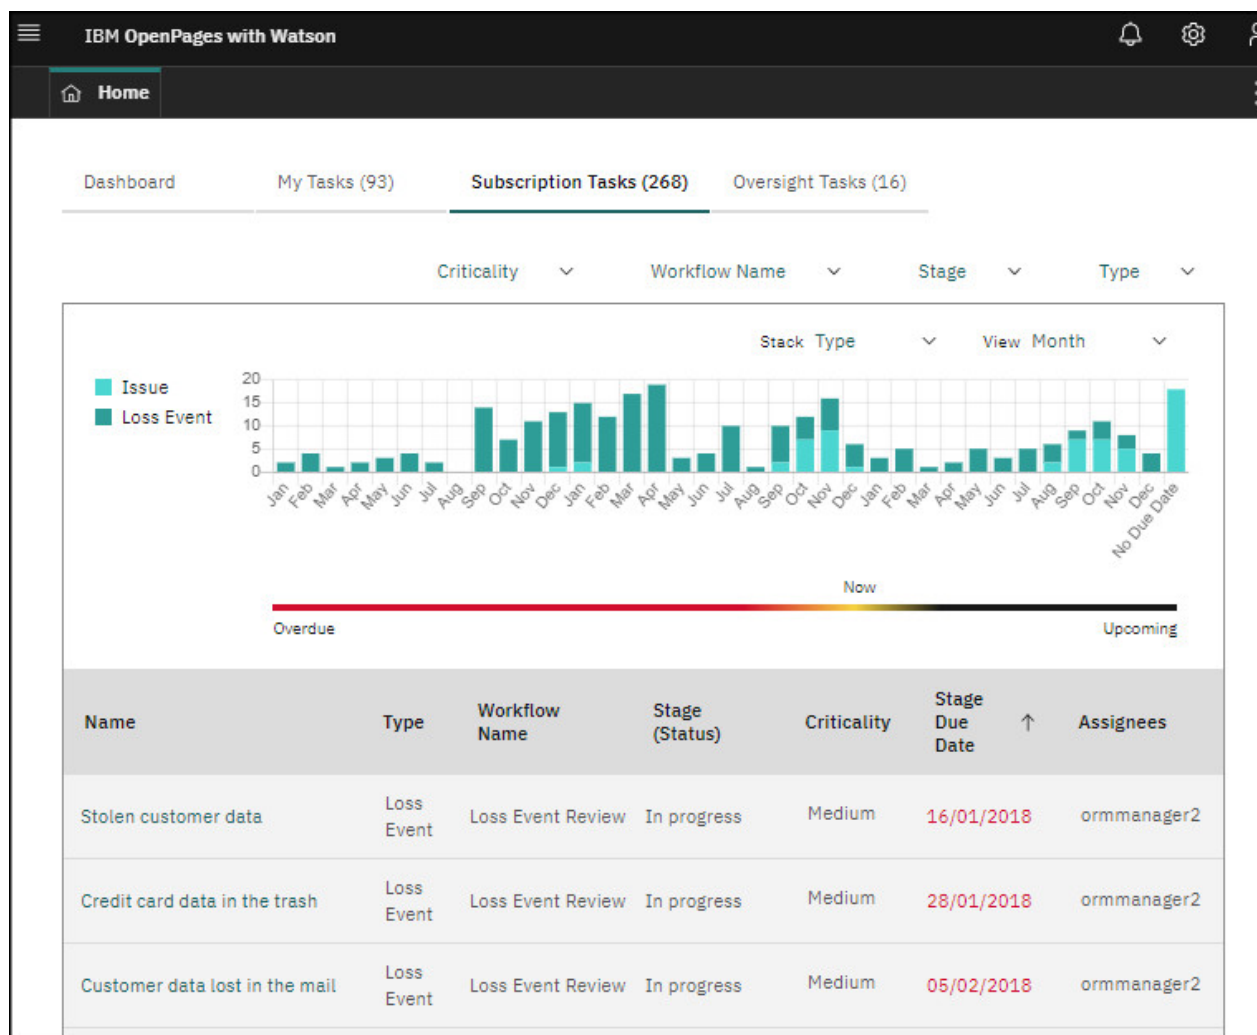 IBM OpenPages with Watson
Home
Dashboard My Tasks (93) Subscription Tasks (268) Oversight Tasks (16)
Criticality Workflow Name Stage Type
Stack Type View Month
Issue
Loss Event
20
15
10
5
0
Jan Feb Mar Apr May Jun Jul Aug Sep Oct Nov Dec Jan Feb Mar Apr May Jun Jul Aug Sep Oct Nov Dec Jan Feb Mar Apr May Jun Jul Aug Sep Oct Nov Dec No Due Date
Now
Overdue Upcoming
Name Type Workflow Name Stage (Status) Criticality Stage Due Date Assignees
Stolen customer data Loss Event Loss Event Review In progress Medium 16/01/2018 ormmanager2
Credit card data in the trash Loss Event Loss Event Review In progress Medium 28/01/2018 ormmanager2
Customer data lost in the mail Loss Event Loss Event Review In progress Medium 05/02/2018 ormmanager2